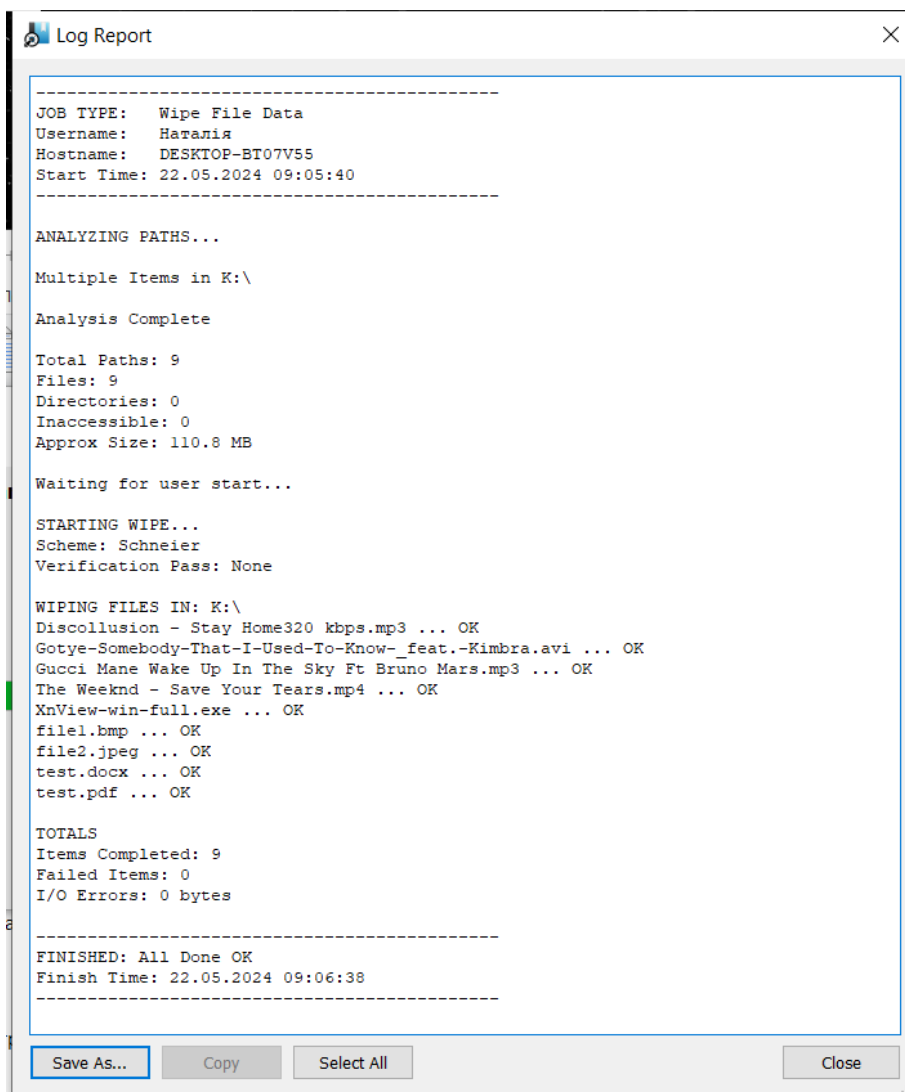 Log Report
---------------------------------------------
JOB TYPE:   Wipe File Data
Username:   Наталія
Hostname:   DESKTOP-BT07V55
Start Time: 22.05.2024 09:05:40
---------------------------------------------
ANALYZING PATHS...
Multiple Items in K:\
Analysis Complete
Total Paths: 9
Files: 9
Directories: 0
Inaccessible: 0
Approx Size: 110.8 MB
Waiting for user start...
STARTING WIPE...
Scheme: Schneier
Verification Pass: None
WIPING FILES IN: K:\
Discollusion - Stay Home320 kbps.mp3 ... OK
Gotye-Somebody-That-I-Used-To-Know-_feat.-Kimbra.avi ... OK
Gucci Mane Wake Up In The Sky Ft Bruno Mars.mp3 ... OK
The Weeknd - Save Your Tears.mp4 ... OK
XnView-win-full.exe ... OK
file1.bmp ... OK
file2.jpeg ... OK
test.docx ... OK
test.pdf ... OK
TOTALS
Items Completed: 9
Failed Items: 0
I/O Errors: 0 bytes
---------------------------------------------
FINISHED: All Done OK
Finish Time: 22.05.2024 09:06:38
---------------------------------------------
Save As... Copy Select All Close